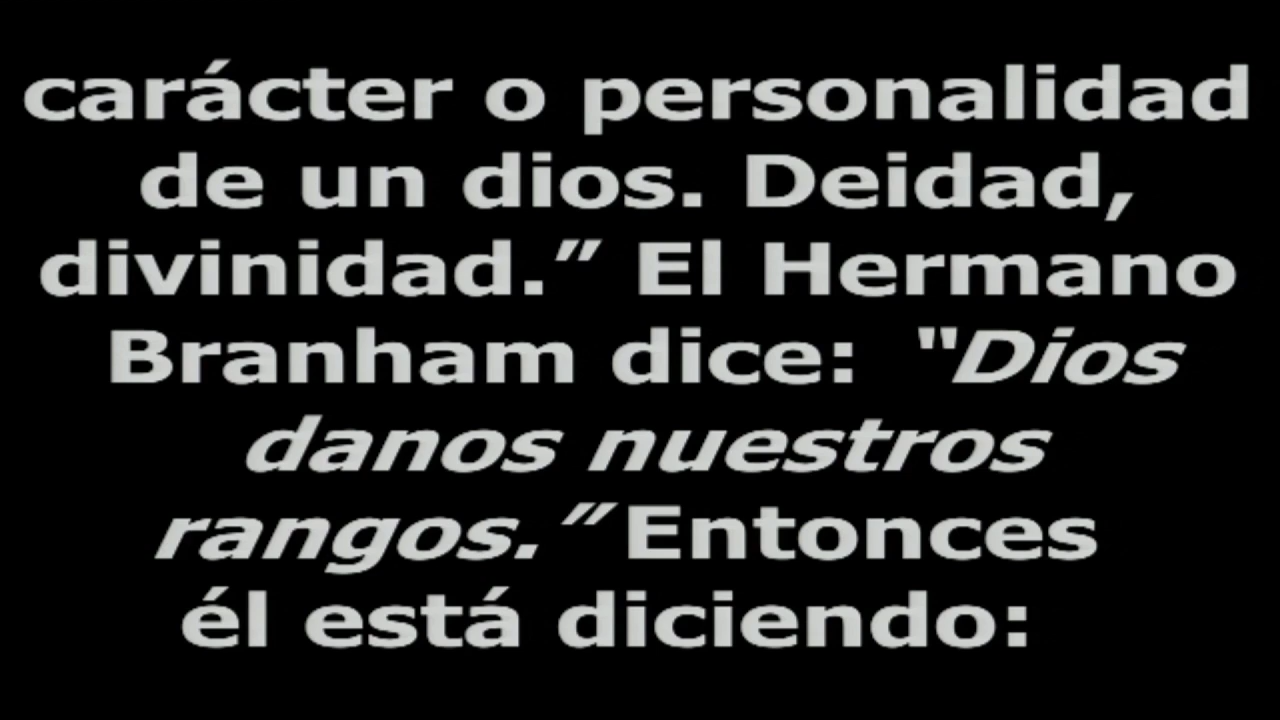 carácter o personalidad
de un dios. Deidad,
divinidad.” El Hermano
Branham dice: "Dios
danos nuestros
rangos.” Entonces
él está diciendo: